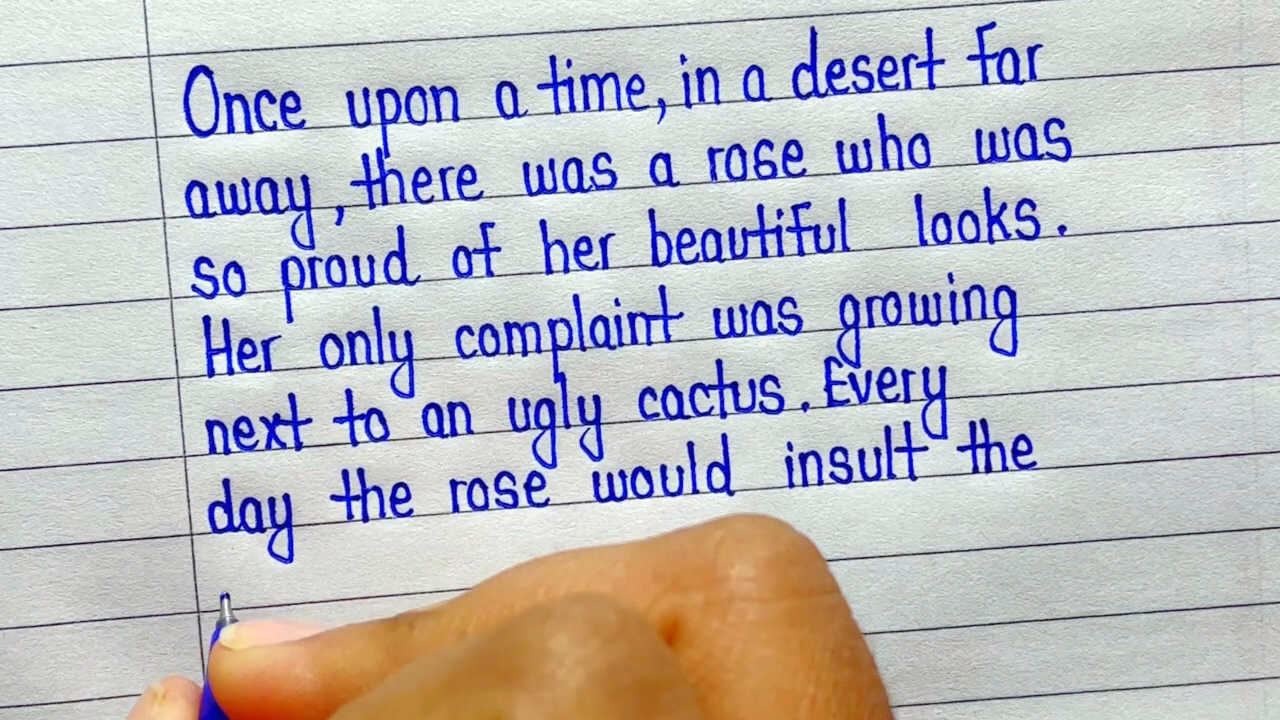 Once upon a time, in a desert far
away, there was a rose who was
so proud of her beautiful looks.
Her only complaint was growing
next to an ugly cactus. Every
day the rose would insult the